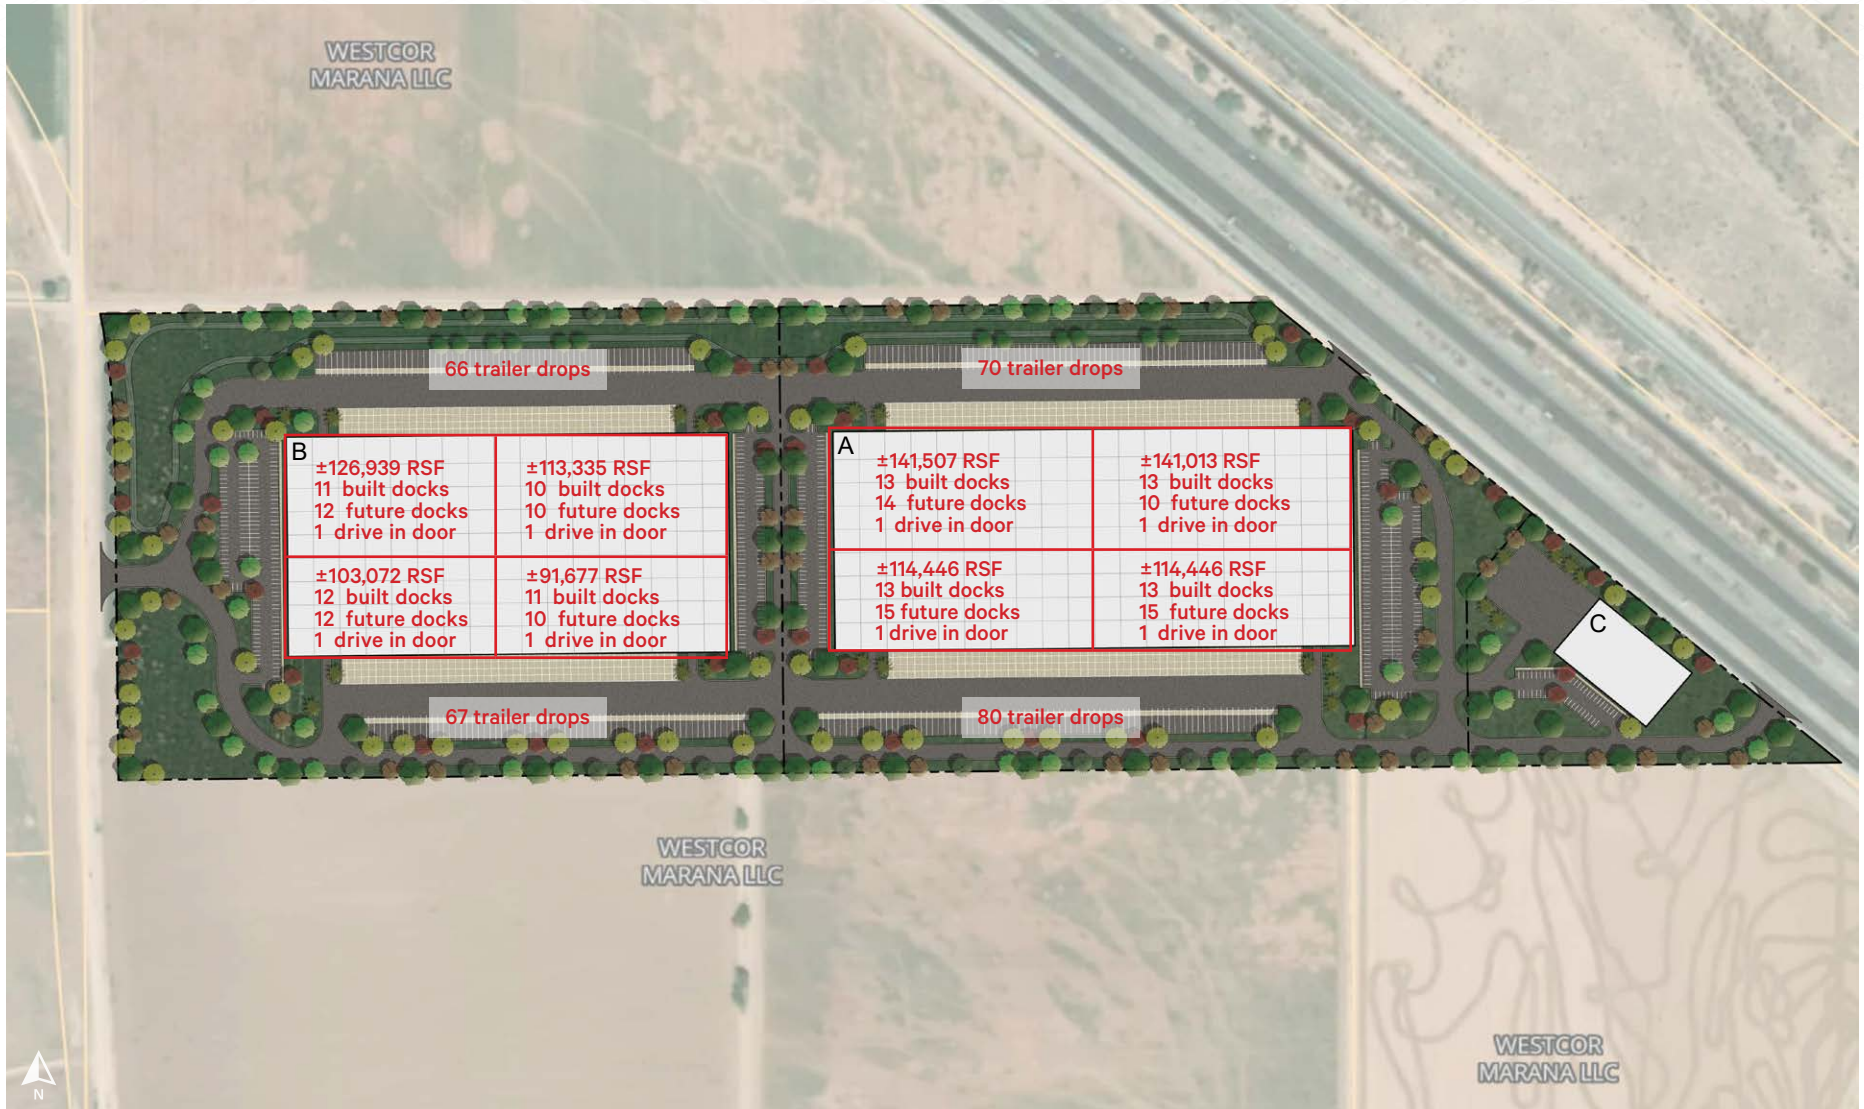 WESTCOR
MARANA LLC
66 trailer drops
70 trailer drops
B
±126,939 RSF
11 built docks
12 future docks
1 drive in door
±113,335 RSF
10 built docks
10 future docks
1 drive in door
±103,072 RSF
12 built docks
12 future docks
1 drive in door
±91,677 RSF
11 built docks
10 future docks
1 drive in door
A
±141,507 RSF
13 built docks
14 future docks
1 drive in door
±141,013 RSF
13 built docks
10 future docks
1 drive in door
±114,446 RSF
13 built docks
15 future docks
1 drive in door
±114,446 RSF
13 built docks
15 future docks
1 drive in door
C
67 trailer drops
80 trailer drops
WESTCOR
MARANA LLC
WESTCOR
MARANA LLC
N